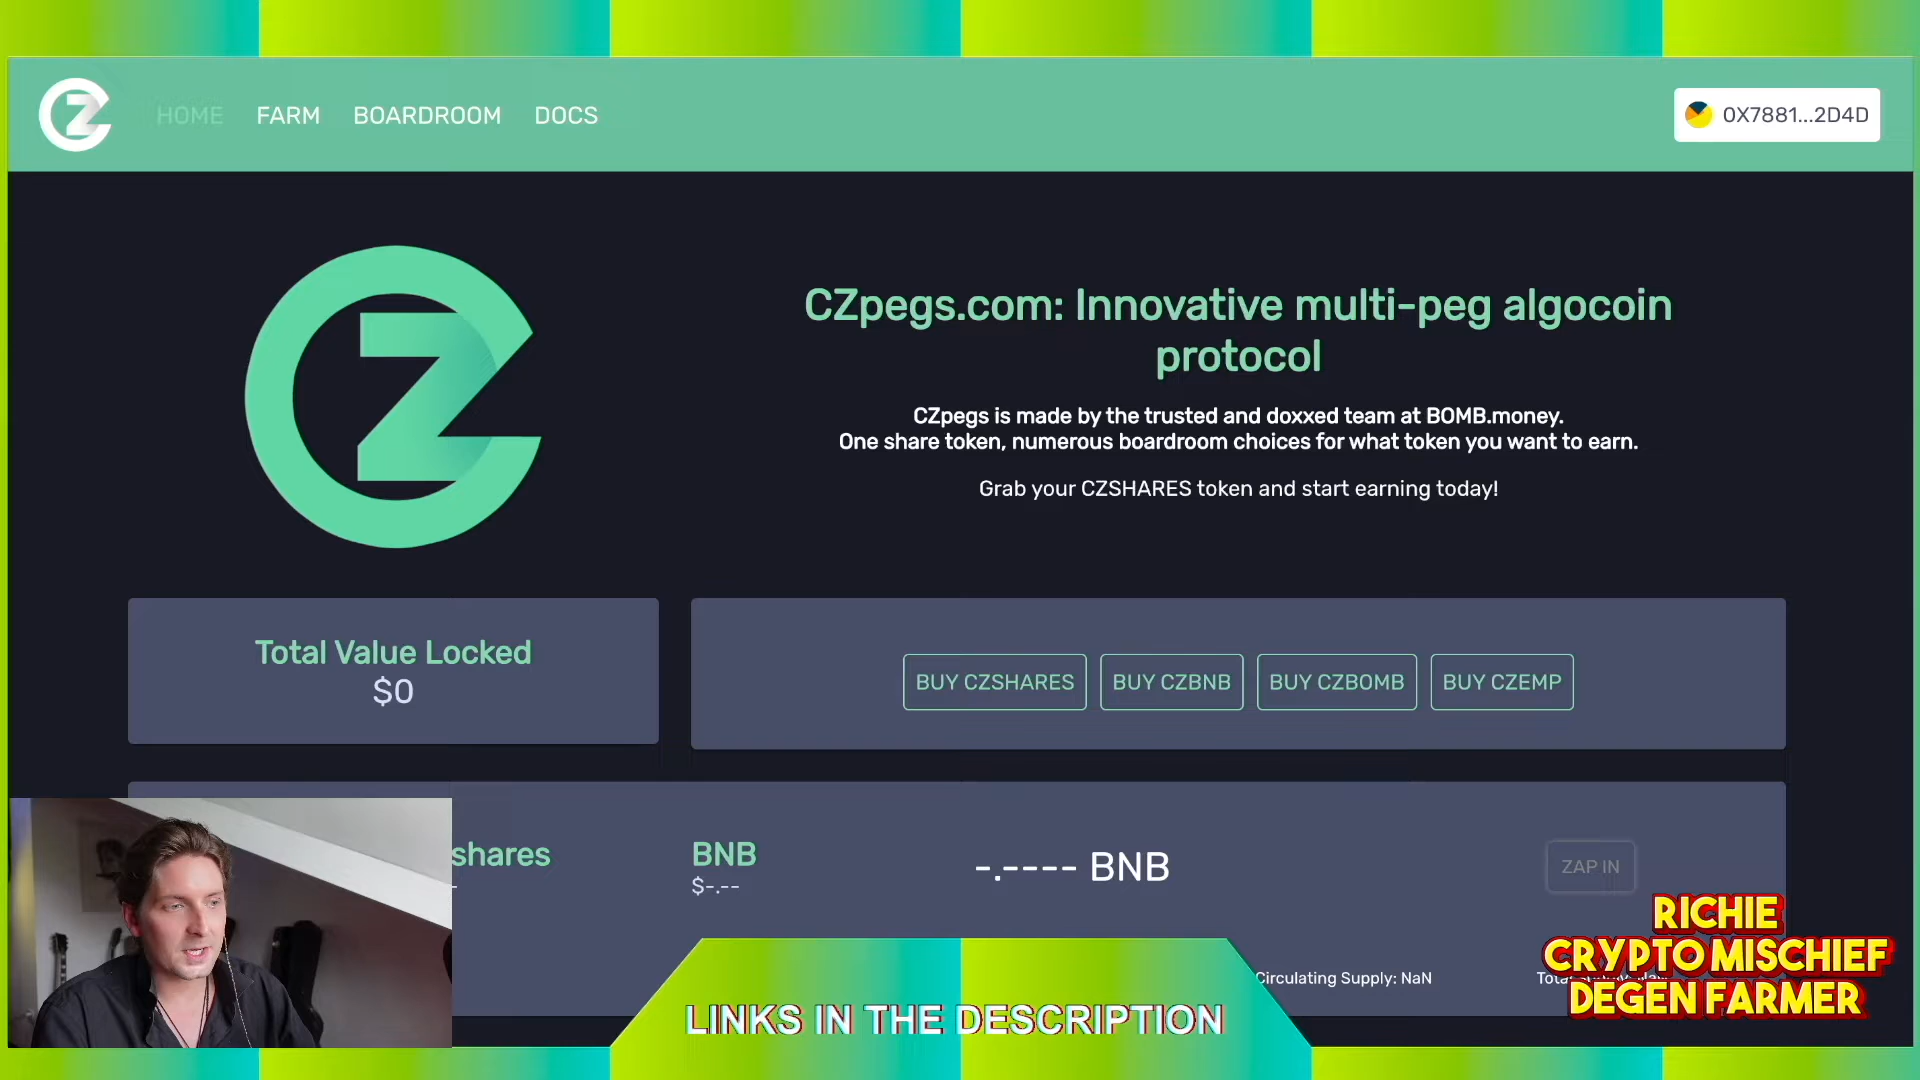 HOME FARM BOARDROOM DOCS
0X7881...2D4D
CZpegs.com: Innovative multi-peg algocoin
protocol
CZpegs is made by the trusted and doxxed team at BOMB.money.
One share token, numerous boardroom choices for what token you want to earn.
Grab your CZSHARES token and start earning today!
Total Value Locked
$0
BUY CZSHARES BUY CZBNB BUY CZBOMB BUY CZEMP
shares
BNB
$-.--
-.---- BNB
ZAP IN
Circulating Supply: NaN
RICHIE
CRYPTO MISCHIEF
DEGEN FARMER
LINKS IN THE DESCRIPTION